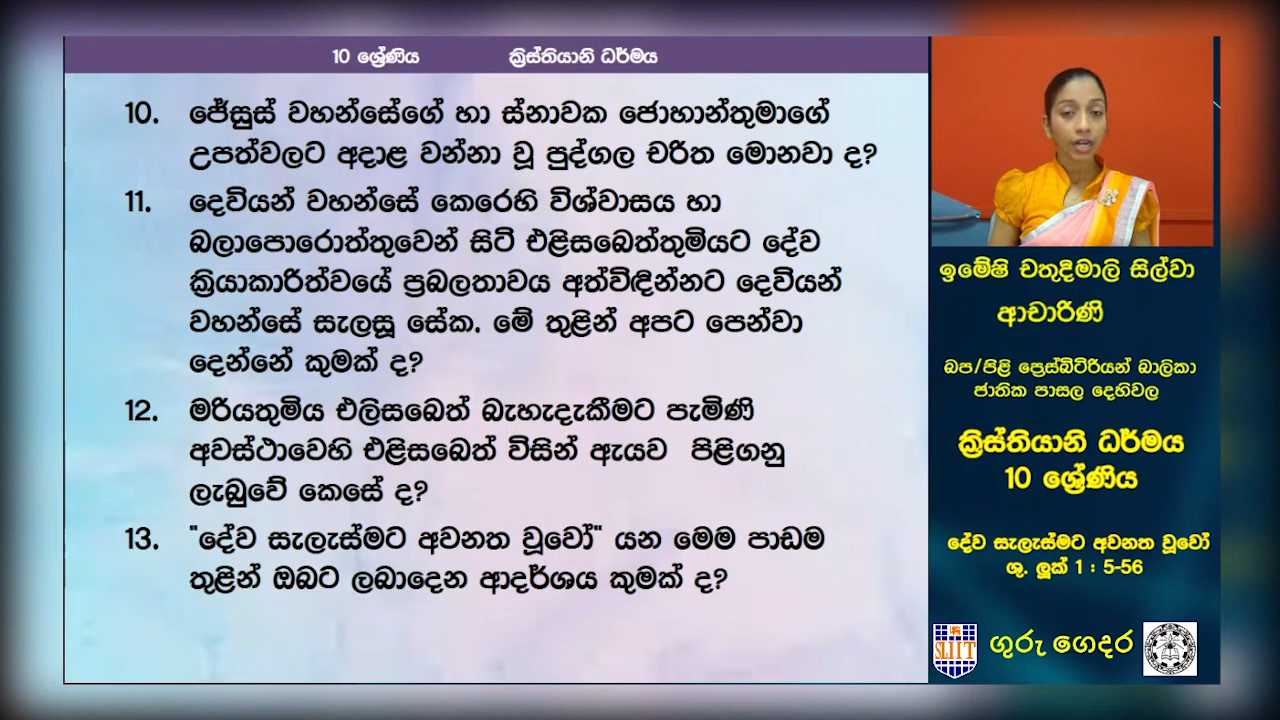 10 ශ්‍රේණිය ක්‍රිස්තියානි ධර්මය
10. ජේසුස් වහන්සේගේ හා ස්නාවක ජොහාන්තුමාගේ
උපත්වලට අදාළ වන්නා වූ පුද්ගල චරිත මොනවා ද?
11. දෙවියන් වහන්සේ කෙරෙහි විශ්වාසය හා
බලාපොරොත්තුවෙන් සිටි එළිසබෙත්තුමියට දේව
ක්‍රියාකාරිත්වයේ ප්‍රබලතාවය අත්විඳින්නට දෙවියන්
වහන්සේ සැලසූ සේක. මේ තුළින් අපට පෙන්වා
දෙන්නේ කුමක් ද?
12. මරියතුමිය එලිසබෙත් බැහැදැකීමට පැමිණි
අවස්ථාවෙහි එළිසබෙත් විසින් ඇයව පිළිගනු
ලැබුවේ කෙසේ ද?
13. "දේව සැලැස්මට අවනත වූවෝ" යන මෙම පාඩම
තුළින් ඔබට ලබාදෙන ආදර්ශය කුමක් ද?
ඉමේෂි චතුදිමාලි සිල්වා
ආචාරිණි
බප/පිළි ප්‍රෙස්බිටිරියන් බාලිකා
ජාතික පාසල දෙහිවල
ක්‍රිස්තියානි ධර්මය
10 ශ්‍රේණිය
දේව සැලැස්මට අවනත වූවෝ
ශු. ලූක් 1 : 5-56
SLIIT ගුරු ගෙදර